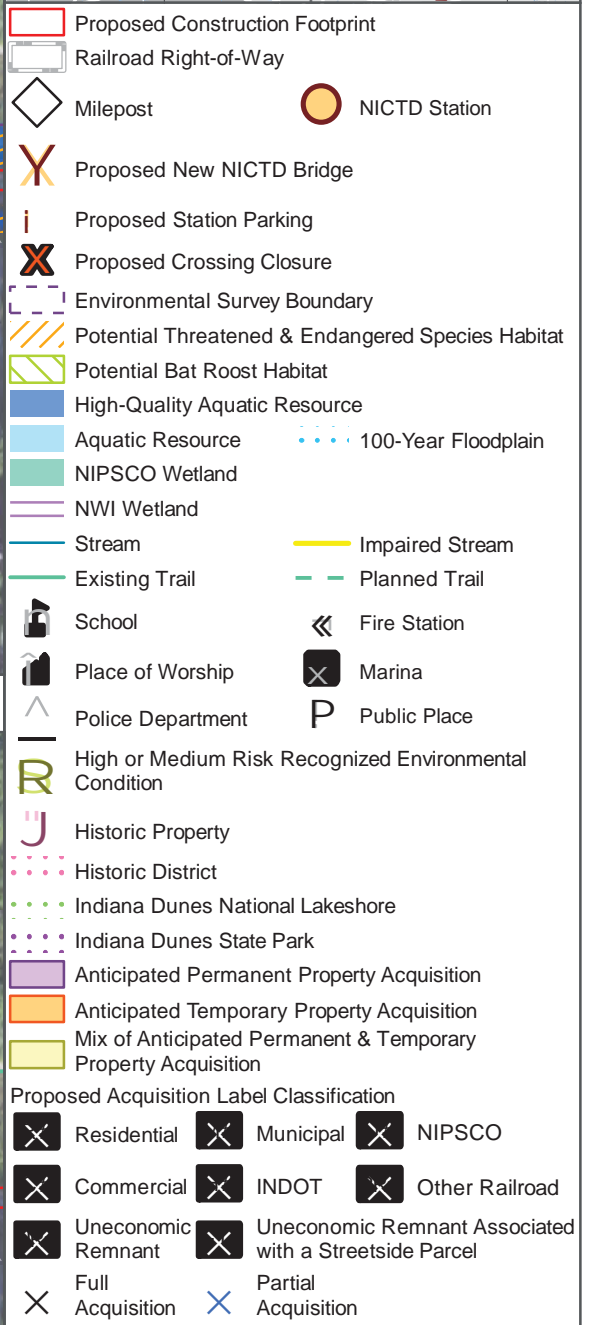 Proposed Construction Footprint
Railroad Right-of-Way
Milepost
NICTD Station
Proposed New NICTD Bridge
Proposed Station Parking
Proposed Crossing Closure
Environmental Survey Boundary
Potential Threatened & Endangered Species Habitat
Potential Bat Roost Habitat
High-Quality Aquatic Resource
Aquatic Resource
100-Year Floodplain
NIPSCO Wetland
NWI Wetland
Stream
Impaired Stream
Existing Trail
Planned Trail
School
Fire Station
Place of Worship
Marina
Police Department
P Public Place
High or Medium Risk Recognized Environmental
Condition
Historic Property
Historic District
Indiana Dunes National Lakeshore
Indiana Dunes State Park
Anticipated Permanent Property Acquisition
Anticipated Temporary Property Acquisition
Mix of Anticipated Permanent & Temporary
Property Acquisition
Proposed Acquisition Label Classification
Residential
Municipal
NIPSCO
Commercial
INDOT
Other Railroad
Uneconomic
Remnant
Uneconomic Remnant Associated
with a Streetside Parcel
Full
Acquisition
Partial
Acquisition